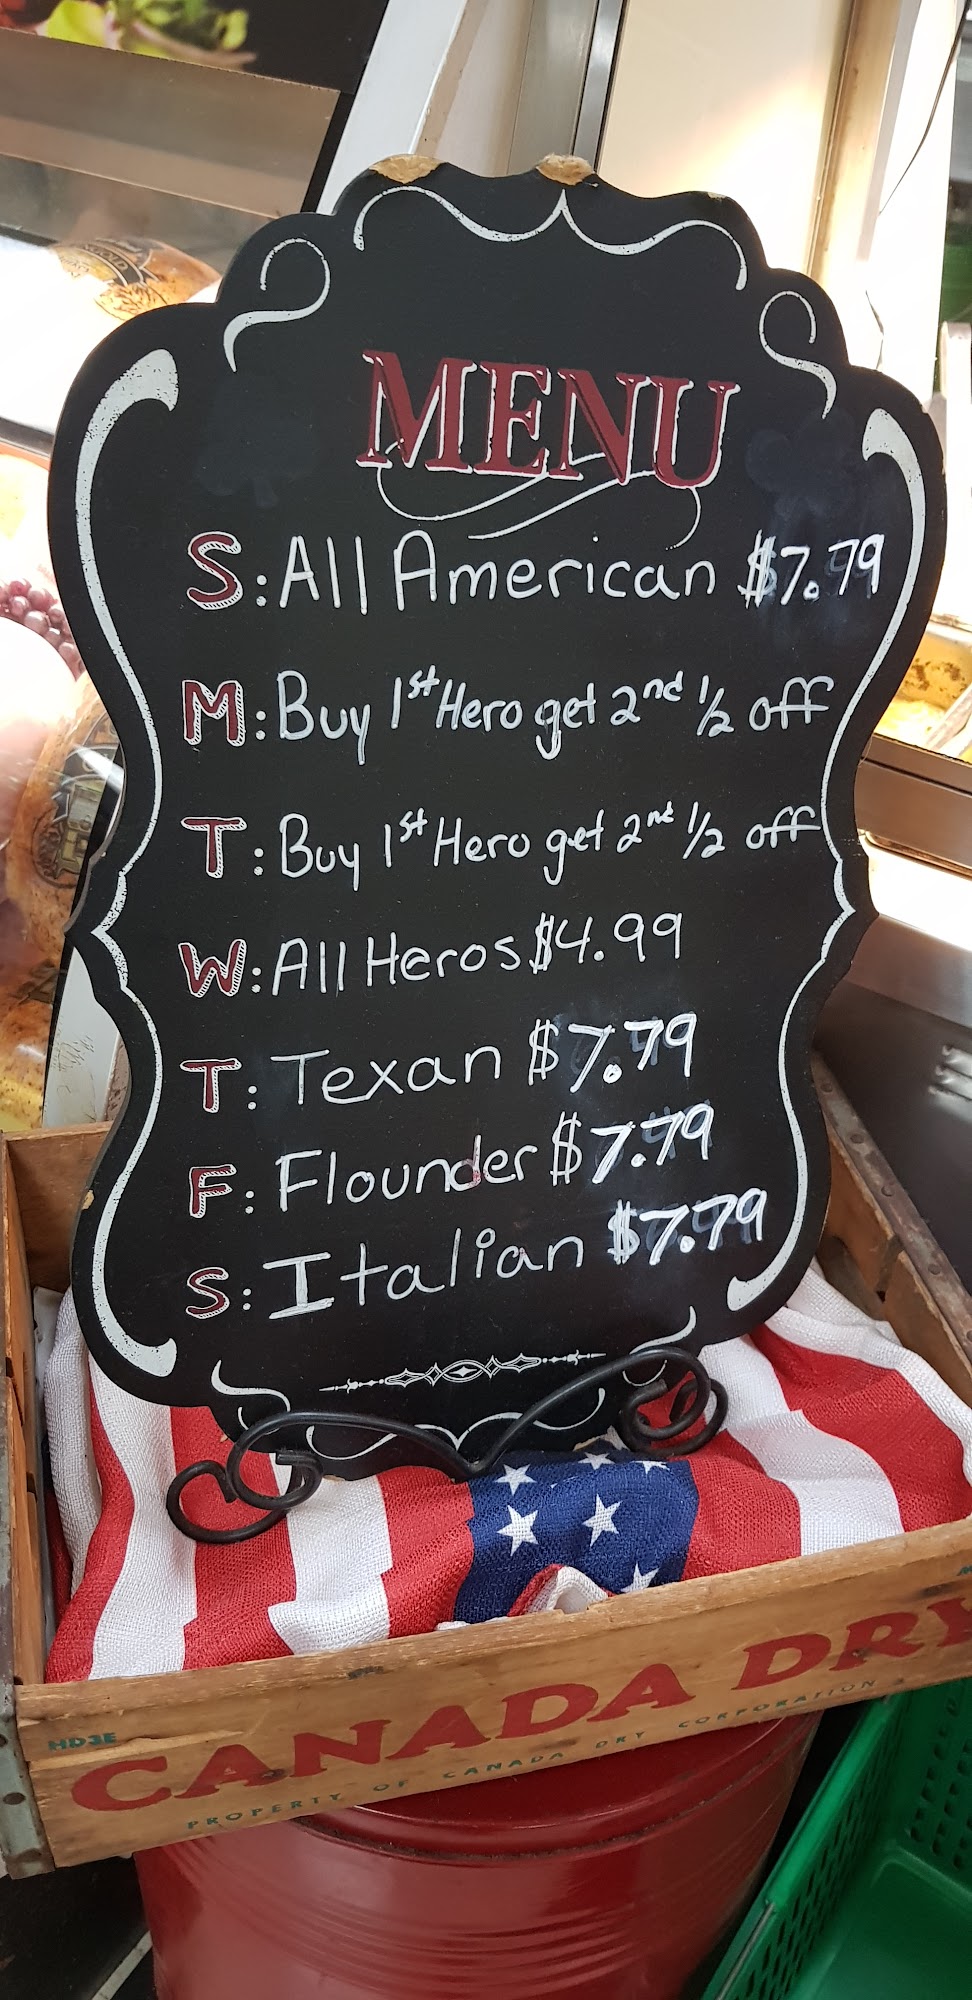 MENU
S: All American $7.79
M: Buy 1st Hero get 2nd 1/2 off
T: Buy 1st Hero get 2nd 1/2 off
W: All Heros $4.99
T: Texan $7.79
F: Flounder $7.79
S: Italian $7.79
HD3E
CANADA DRY
PROPERTY OF CANADA DRY CORPORATION